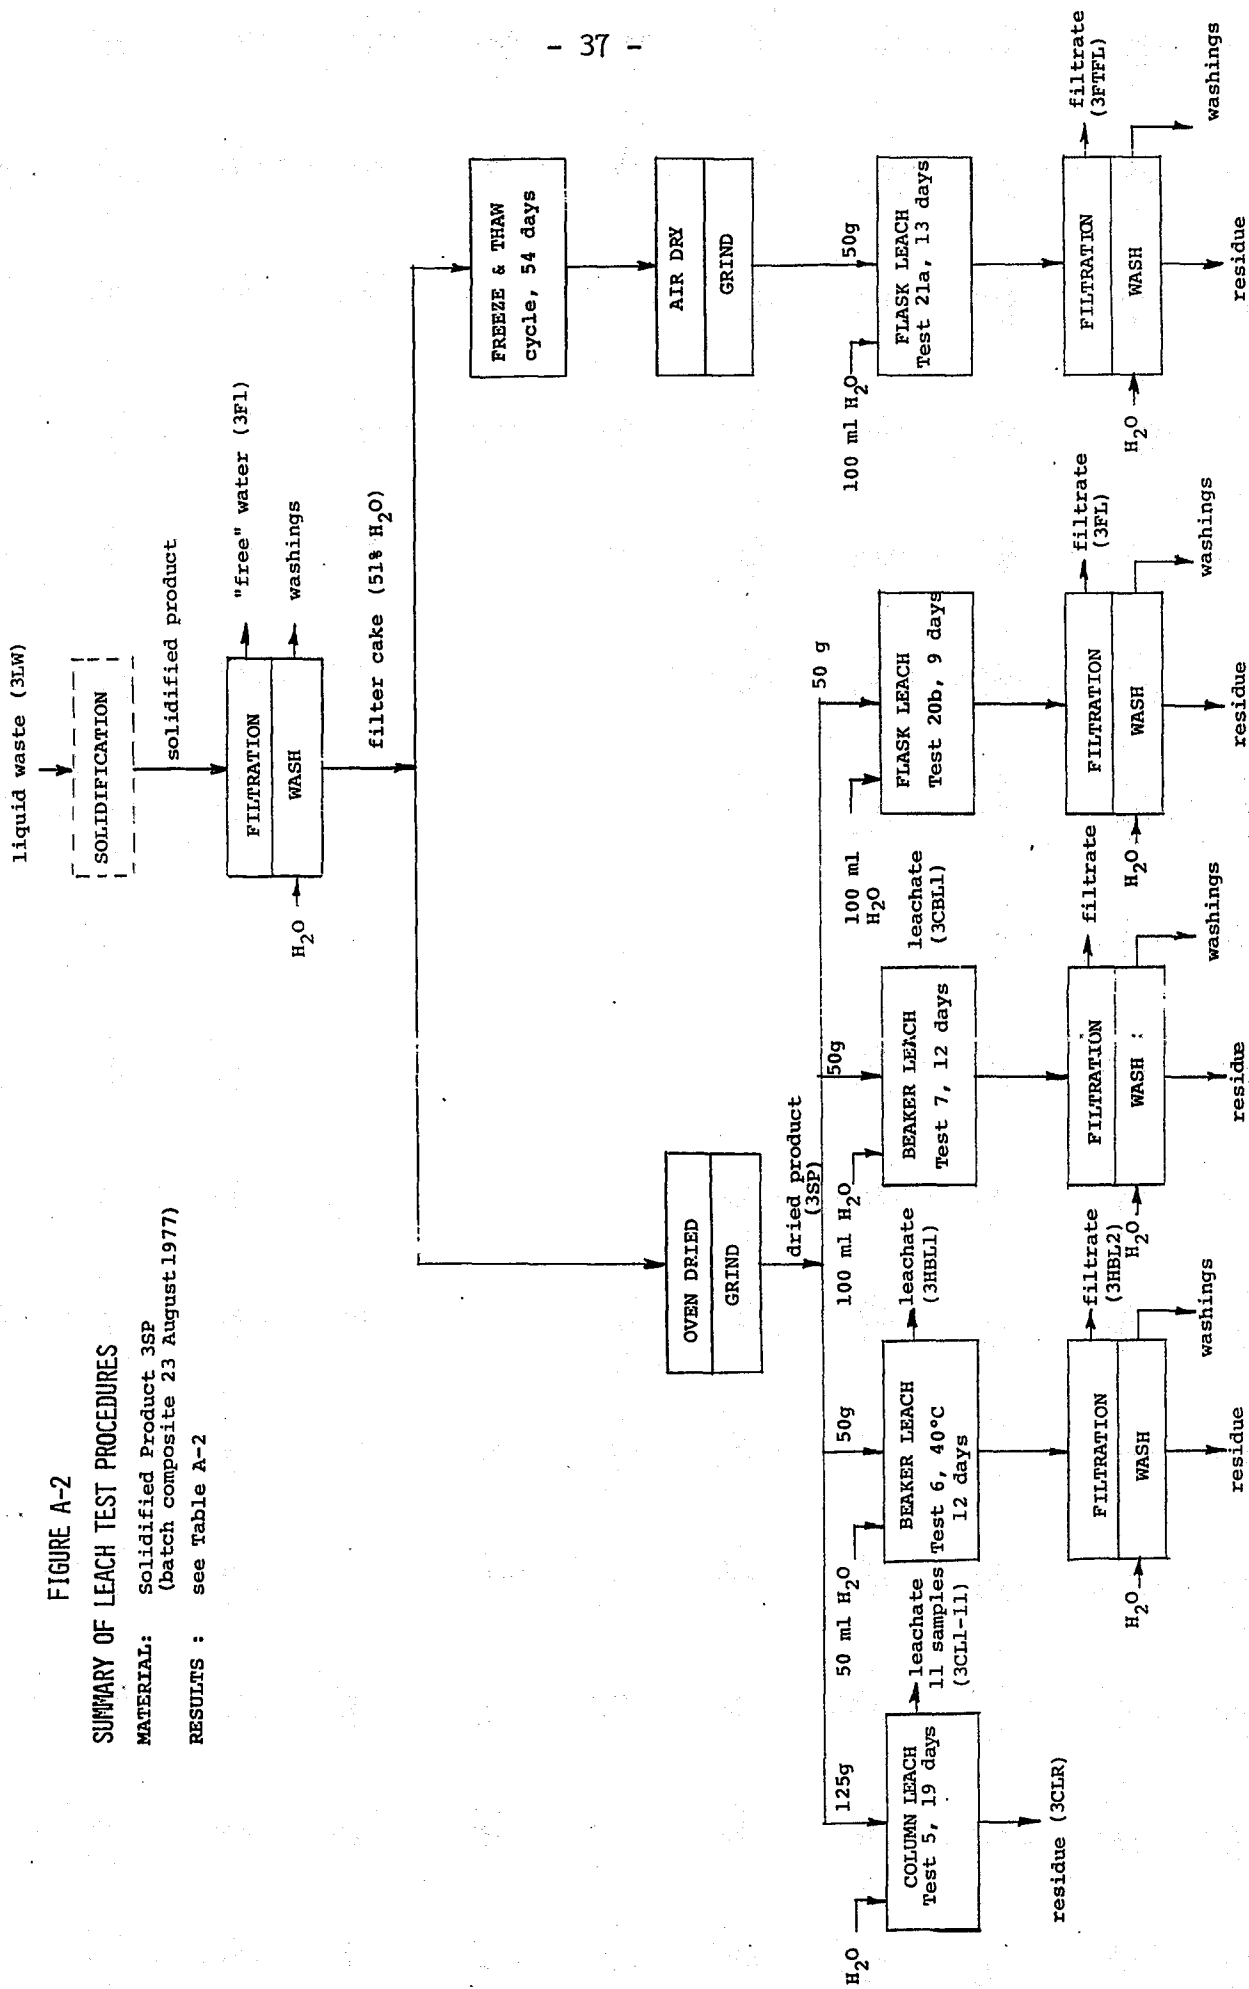 - 37 -
FIGURE A-2
SUMMARY OF LEACH TEST PROCEDURES
MATERIAL: Solidified Product 3SP
(batch composite 23 August 1977)
RESULTS : see Table A-2
liquid waste (3LW)
SOLIDIFICATION
solidified product
H2O
FILTRATION
WASH
"free" water (3F1)
washings
filter cake (51% H2O)
OVEN DRIED
GRIND
dried product
(3SP)
FREEZE & THAW
cycle, 54 days
AIR DRY
GRIND
125g
H2O
COLUMN LEACH
Test 5, 19 days
leachate
11 samples
(3CL1-11)
residue (3CLR)
50g
50 ml H2O
BEAKER LEACH
Test 6, 40°C
12 days
leachate
(3HBL1)
H2O
FILTRATION
WASH
filtrate
(3HBL2)
washings
residue
50g
100 ml H2O
BEAKER LEACH
Test 7, 12 days
leachate
(3CBL1)
H2O
FILTRATION
WASH :
filtrate
washings
residue
50 g
100 ml
H2O
FLASK LEACH
Test 20b, 9 days
H2O
FILTRATION
WASH
filtrate
(3FL)
washings
residue
50g
100 ml H2O
FLASK LEACH
Test 21a, 13 days
H2O
FILTRATION
WASH
filtrate
(3FTFL)
washings
residue